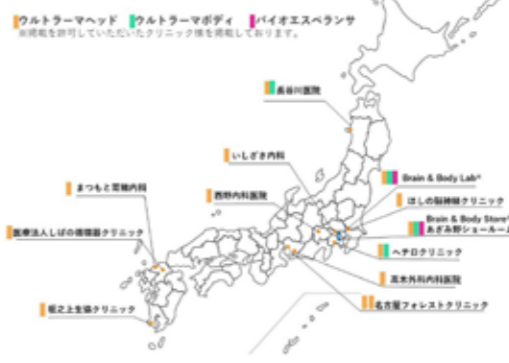 ウルトラーマヘッド ウルトラーマボディ バイオエスペランサ
※掲載を許可していただいたクリニック様を掲載しております。
長谷川医院
いしざき内科
まつもと胃腸内科
西野内科医院
Brain & Body Lab*
ほしの脳神経クリニック
Brain & Body Store*
あざみ野ショールーム
医療法人しばの循環器クリニック
ヘチロクリニック
高木外科内科医院
名古屋フォレストクリニック
坂之上生協クリニック